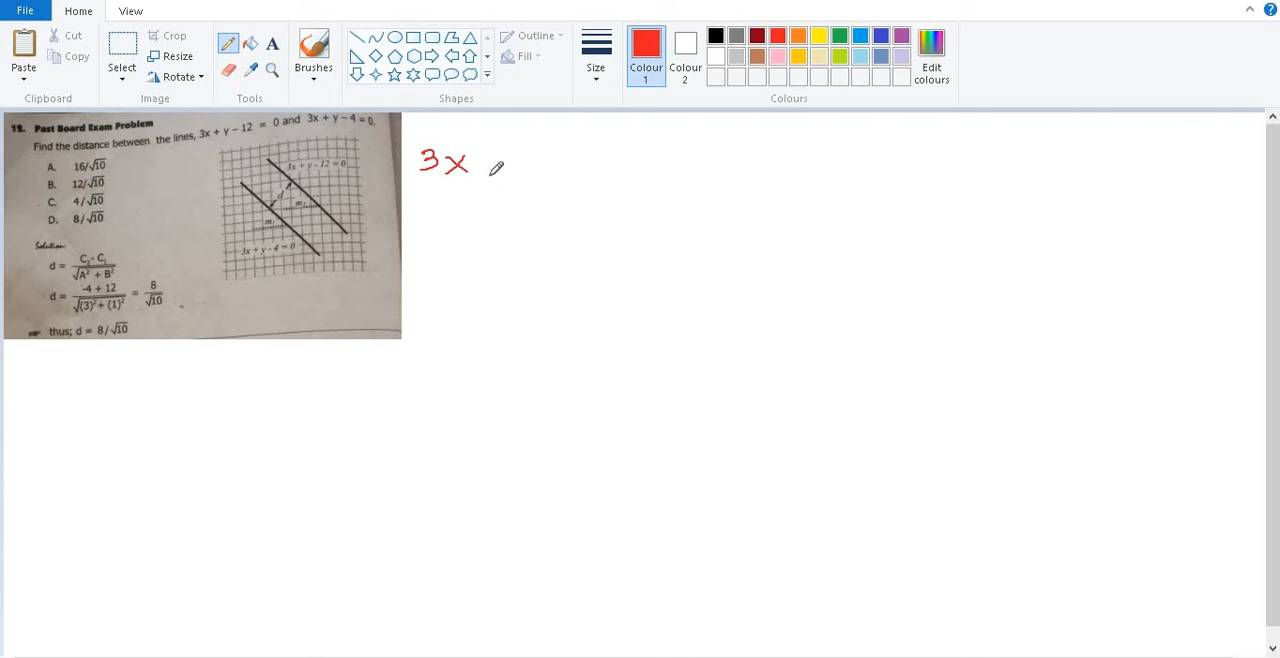 File
Home
View
Paste
Cut
Copy
Clipboard
Select
Crop
Resize
Rotate
Image
Tools
Brushes
Outline
Fill
Shapes
Size
Colour 1
Colour 2
Edit colours
Colours
19. Past Board Exam Problem
Find the distance between the lines, 3x + y – 12 = 0 and 3x + y – 4 = 0.
A. 16/√10
B. 12/√10
C. 4/√10
D. 8/√10
3x + y - 12 = 0
d
m₁
m₁
3x + y - 4 = 0
Solution:
d = C₂ - C₁ / √A² + B²
d = -4 + 12 / √(3)² + (1)² = 8 / √10
thus; d = 8/√10
3x